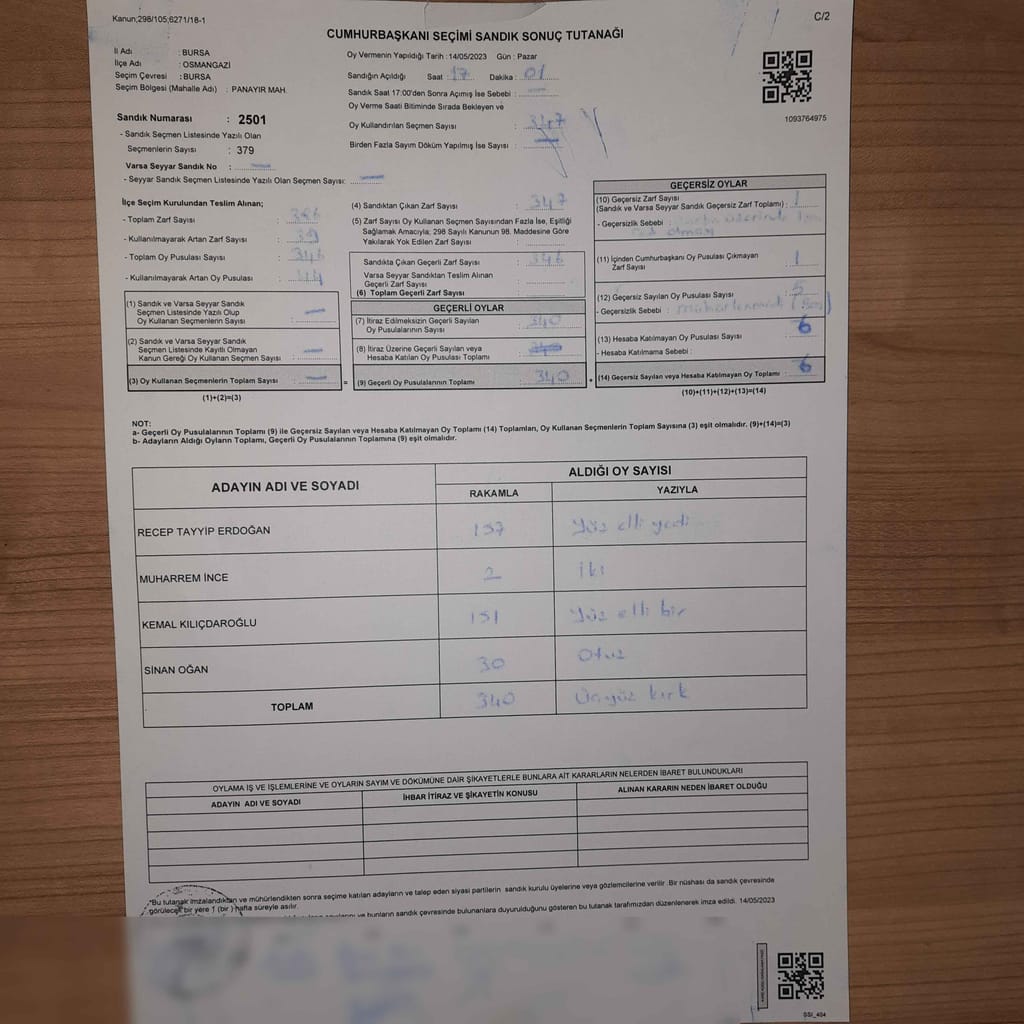 Kanun;298/105;6271/18-1
C/2
CUMHURBAŞKANI SEÇİMİ SANDIK SONUÇ TUTANAĞI
İl Adı : BURSA
İlçe Adı : OSMANGAZİ
Seçim Çevresi : BURSA
Seçim Bölgesi (Mahalle Adı) : PANAYIR MAH.
Sandık Numarası : 2501
- Sandık Seçmen Listesinde Yazılı Olan
Seçmenlerin Sayısı : 379
Varsa Seyyar Sandık No :
- Seyyar Sandık Seçmen Listesinde Yazılı Olan Seçmen Sayısı:
Oy Vermenin Yapıldığı Tarih : 14/05/2023 Gün : Pazar
Sandığın Açıldığı Saat : 17 Dakika : 01
Sandık Saat 17:00'den Sonra Açımış İse Sebebi :
Oy Verme Saati Bitiminde Sırada Bekleyen ve
Oy Kullandırılan Seçmen Sayısı : 347
Birden Fazla Sayım Döküm Yapılmış İse Sayısı :
1093764975
İlçe Seçim Kurulundan Teslim Alınan;
- Toplam Zarf Sayısı : 386
- Kullanılmayarak Artan Zarf Sayısı : 39
- Toplam Oy Pusulası Sayısı :
- Kullanılmayarak Artan Oy Pusulası :
(1) Sandık ve Varsa Seyyar Sandık
Seçmen Listesinde Yazılı Olup
Oy Kullanan Seçmenlerin Sayısı :
(2) Sandık ve Varsa Seyyar Sandık
Seçmen Listesinde Kayıtlı Olmayan
Kanun Gereği Oy Kullanan Seçmen Sayısı :
(3) Oy Kullanan Seçmenlerin Toplam Sayısı : =
(1)+(2)=(3)
(4) Sandıktan Çıkan Zarf Sayısı : 347
(5) Zarf Sayısı Oy Kullanan Seçmen Sayısından Fazla İse, Eşitliği
Sağlamak Amacıyla; 298 Sayılı Kanunun 98. Maddesine Göre
Yakılarak Yok Edilen Zarf Sayısı :
Sandıkta Çıkan Geçerli Zarf Sayısı : 346
Varsa Seyyar Sandıktan Teslim Alınan
Geçerli Zarf Sayısı :
(6) Toplam Geçerli Zarf Sayısı :
GEÇERLİ OYLAR
(7) İtiraz Edilmeksizin Geçerli Sayılan
Oy Pusulalarının Sayısı : 340
(8) İtiraz Üzerine Geçerli Sayılan veya
Hesaba Katılan Oy Pusulası Toplamı :
(9) Geçerli Oy Pusulalarının Toplamı : 340 +
GEÇERSİZ OYLAR
(10) Geçersiz Zarf Sayısı
(Sandık ve Varsa Seyyar Sandık Geçersiz Zarf Toplamı) : 1
- Geçersizlik Sebebi : üzerinde
olması
(11) İçinden Cumhurbaşkanı Oy Pusulası Çıkmayan
Zarf Sayısı : 1
(12) Geçersiz Sayılan Oy Pusulası Sayısı : 5
- Geçersizlik Sebebi :
(13) Hesaba Katılmayan Oy Pusulası Sayısı : 6
- Hesaba Katılmama Sebebi :
(14) Geçersiz Sayılan veya Hesaba Katılmayan Oy Toplamı : 6
(10)+(11)+(12)+(13)=(14)
NOT:
a- Geçerli Oy Pusulalarının Toplamı (9) ile Geçersiz Sayılan veya Hesaba Katılmayan Oy Toplamı (14) Toplamları, Oy Kullanan Seçmenlerin Toplam Sayısına (3) eşit olmalıdır. (9)+(14)=(3)
b- Adayların Aldığı Oyların Toplamı, Geçerli Oy Pusulalarının Toplamına (9) eşit olmalıdır.
ADAYIN ADI VE SOYADI
ALDIĞI OY SAYISI
RAKAMLA YAZIYLA
RECEP TAYYİP ERDOĞAN 157 Yüz elli yedi
MUHARREM İNCE 2 İki
KEMAL KILIÇDAROĞLU 151 Yüz elli bir
SİNAN OĞAN 30 Otuz
TOPLAM 340 Üçyüz kırk
OYLAMA İŞ VE İŞLEMLERİNE VE OYLARIN SAYIM VE DÖKÜMÜNE DAİR ŞİKAYETLERLE BUNLARA AİT KARARLARIN NELERDEN İBARET BULUNDUKLARI
ADAYIN ADI VE SOYADI İHBAR İTİRAZ VE ŞİKAYETİN KONUSU ALINAN KARARIN NEDEN İBARET OLDUĞU
*Bu tutanak imzalandıktan ve mühürlendikten sonra seçime katılan adayların ve talep eden siyasi partilerin sandık kurulu üyelerine veya gözlemcilerine verilir. Bir nüshası da sandık çevresinde
görülecek bir yere 1 (bir ) hafta süreyle asılır.
bunların sandık çevresinde bulunanlara duyurulduğunu gösteren bu tutanak tarafımızdan düzenlenerek imza edildi. 14/05/2023